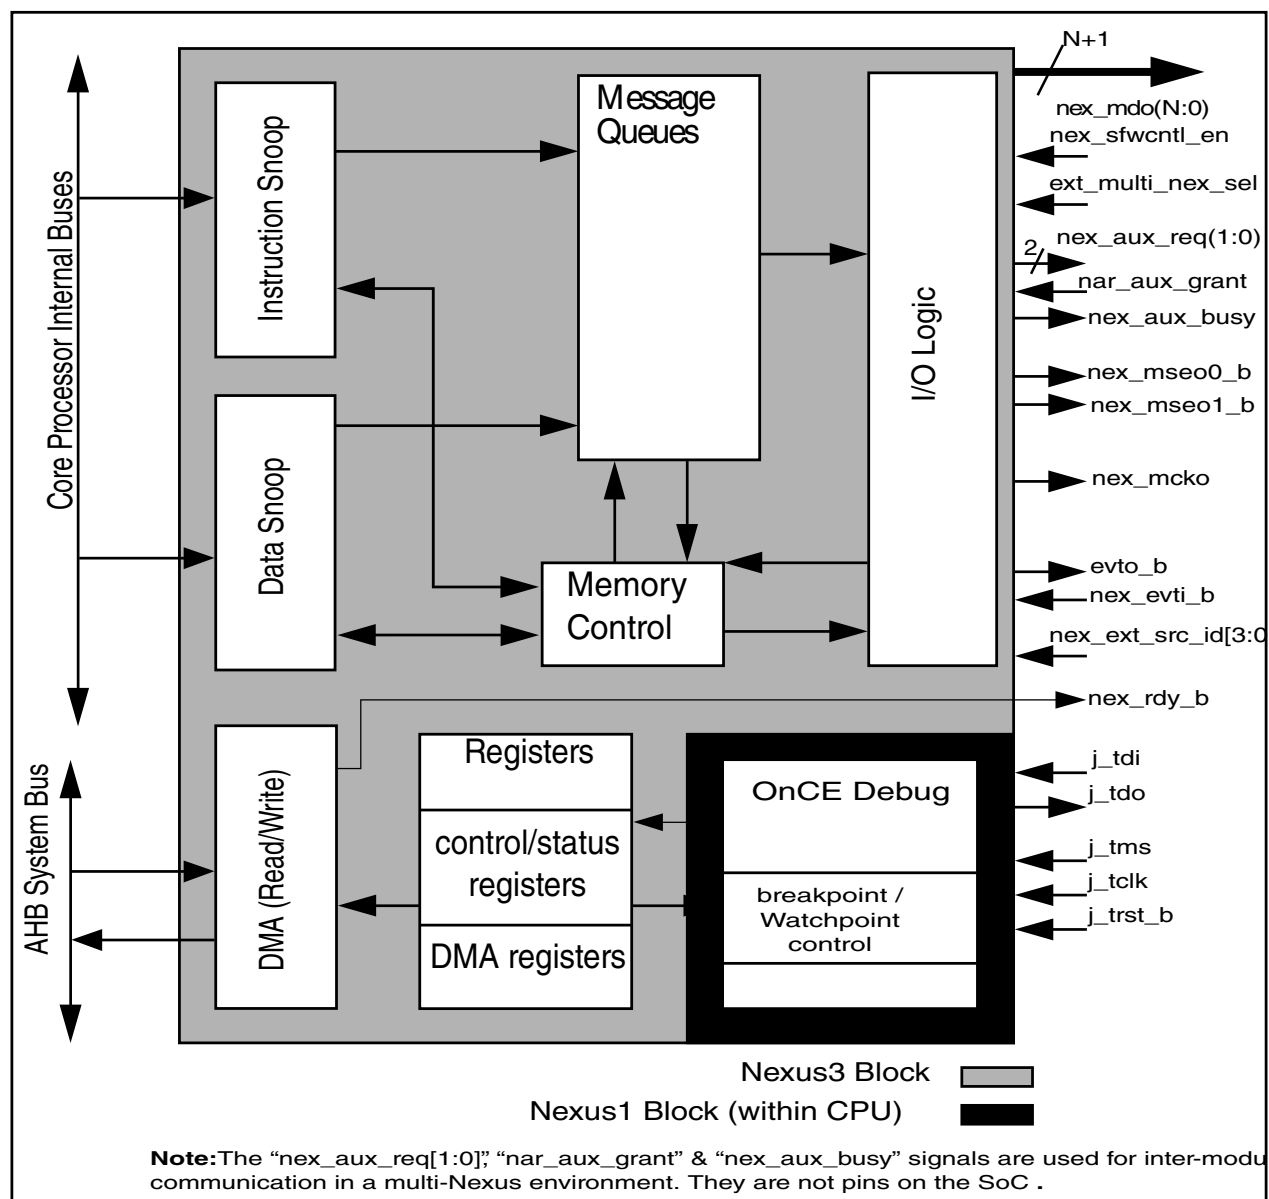 N+1
nex_mdo(N:0)
nex_sfwcntl_en
ext_multi_nex_sel
nex_aux_req(1:0)
2
nar_aux_grant
nex_aux_busy
nex_mseo0_b
nex_mseo1_b
nex_mcko
evto_b
nex_evti_b
nex_ext_src_id[3:0
nex_rdy_b
j_tdi
j_tdo
j_tms
j_tclk
j_trst_b
Core Processor Internal Buses
AHB System Bus
Instruction Snoop
Data Snoop
DMA (Read/Write)
Message
Queues
I/O Logic
Memory
Control
Registers
control/status
registers
DMA registers
OnCE Debug
breakpoint /
Watchpoint
control
Nexus3 Block
Nexus1 Block (within CPU)
Note:The “nex_aux_req[1:0]”, “nar_aux_grant” & “nex_aux_busy” signals are used for inter-modu
communication in a multi-Nexus environment. They are not pins on the SoC .